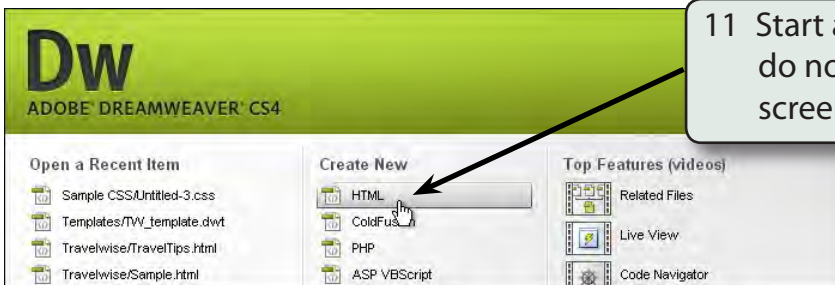 11 Start
do no
scree
Dw
ADOBE DREAMWEAVER CS4
Open a Recent Item
Sample CSS/Untitled-3.css
Templates/TW_template.dwt
Travelwise/TravelTips.html
Travelwise/Sample.html
Create New
HTML
ColdFusion
PHP
ASP VBScript
Top Features (videos)
Related Files
Live View
Code Navigator